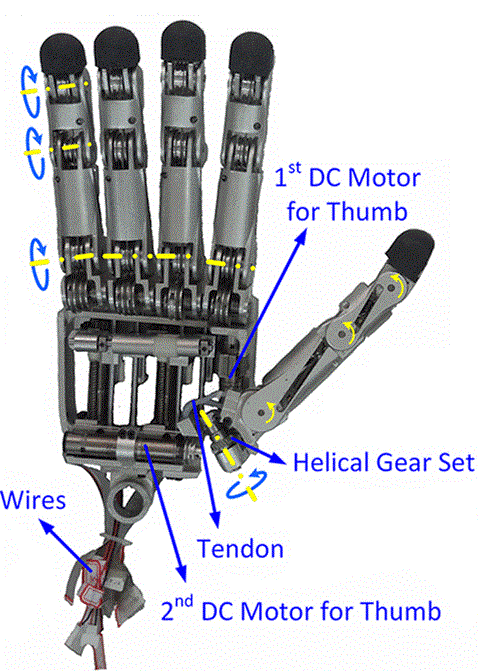 1st DC Motor
for Thumb
Helical Gear Set
Wires
Tendon
2nd DC Motor for Thumb